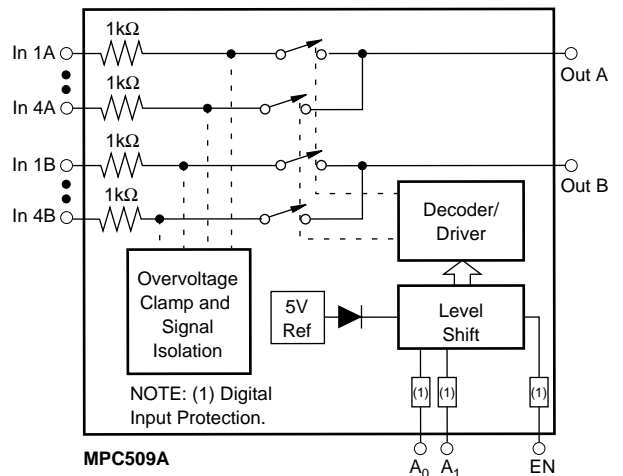 1kΩ
In 1A
Out A
1kΩ
In 4A
1kΩ
In 1B
Out B
1kΩ
In 4B
Decoder/
Driver
Overvoltage
Clamp and
Signal
Isolation
5V
Ref
Level
Shift
NOTE: (1) Digital
Input Protection.
(1)
(1)
(1)
MPC509A
A₀
A₁
EN